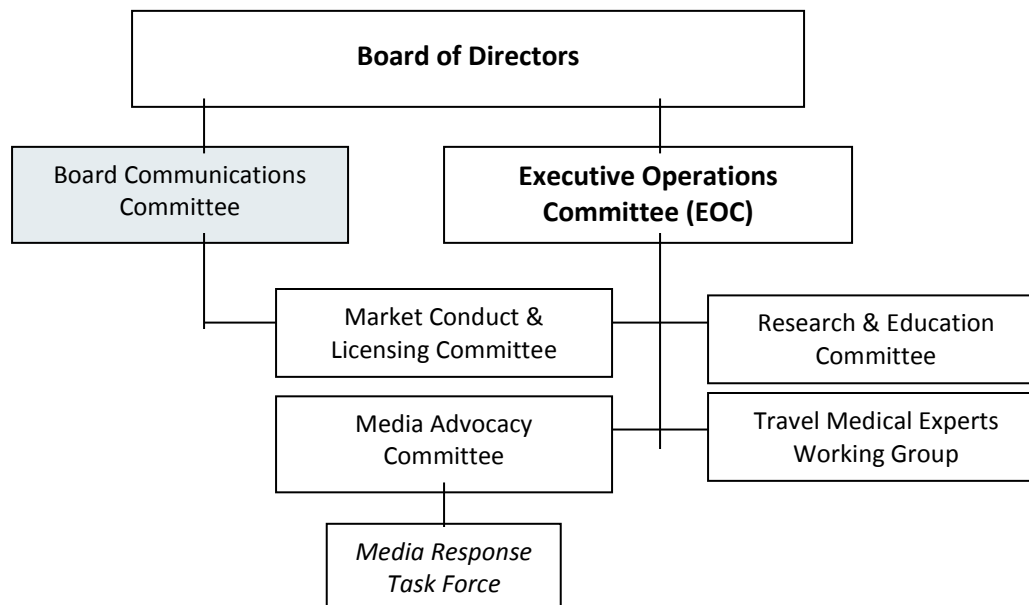 Board of Directors
Board Communications
Committee
Executive Operations
Committee (EOC)
Market Conduct &
Licensing Committee
Research & Education
Committee
Media Advocacy
Committee
Travel Medical Experts
Working Group
Media Response
Task Force